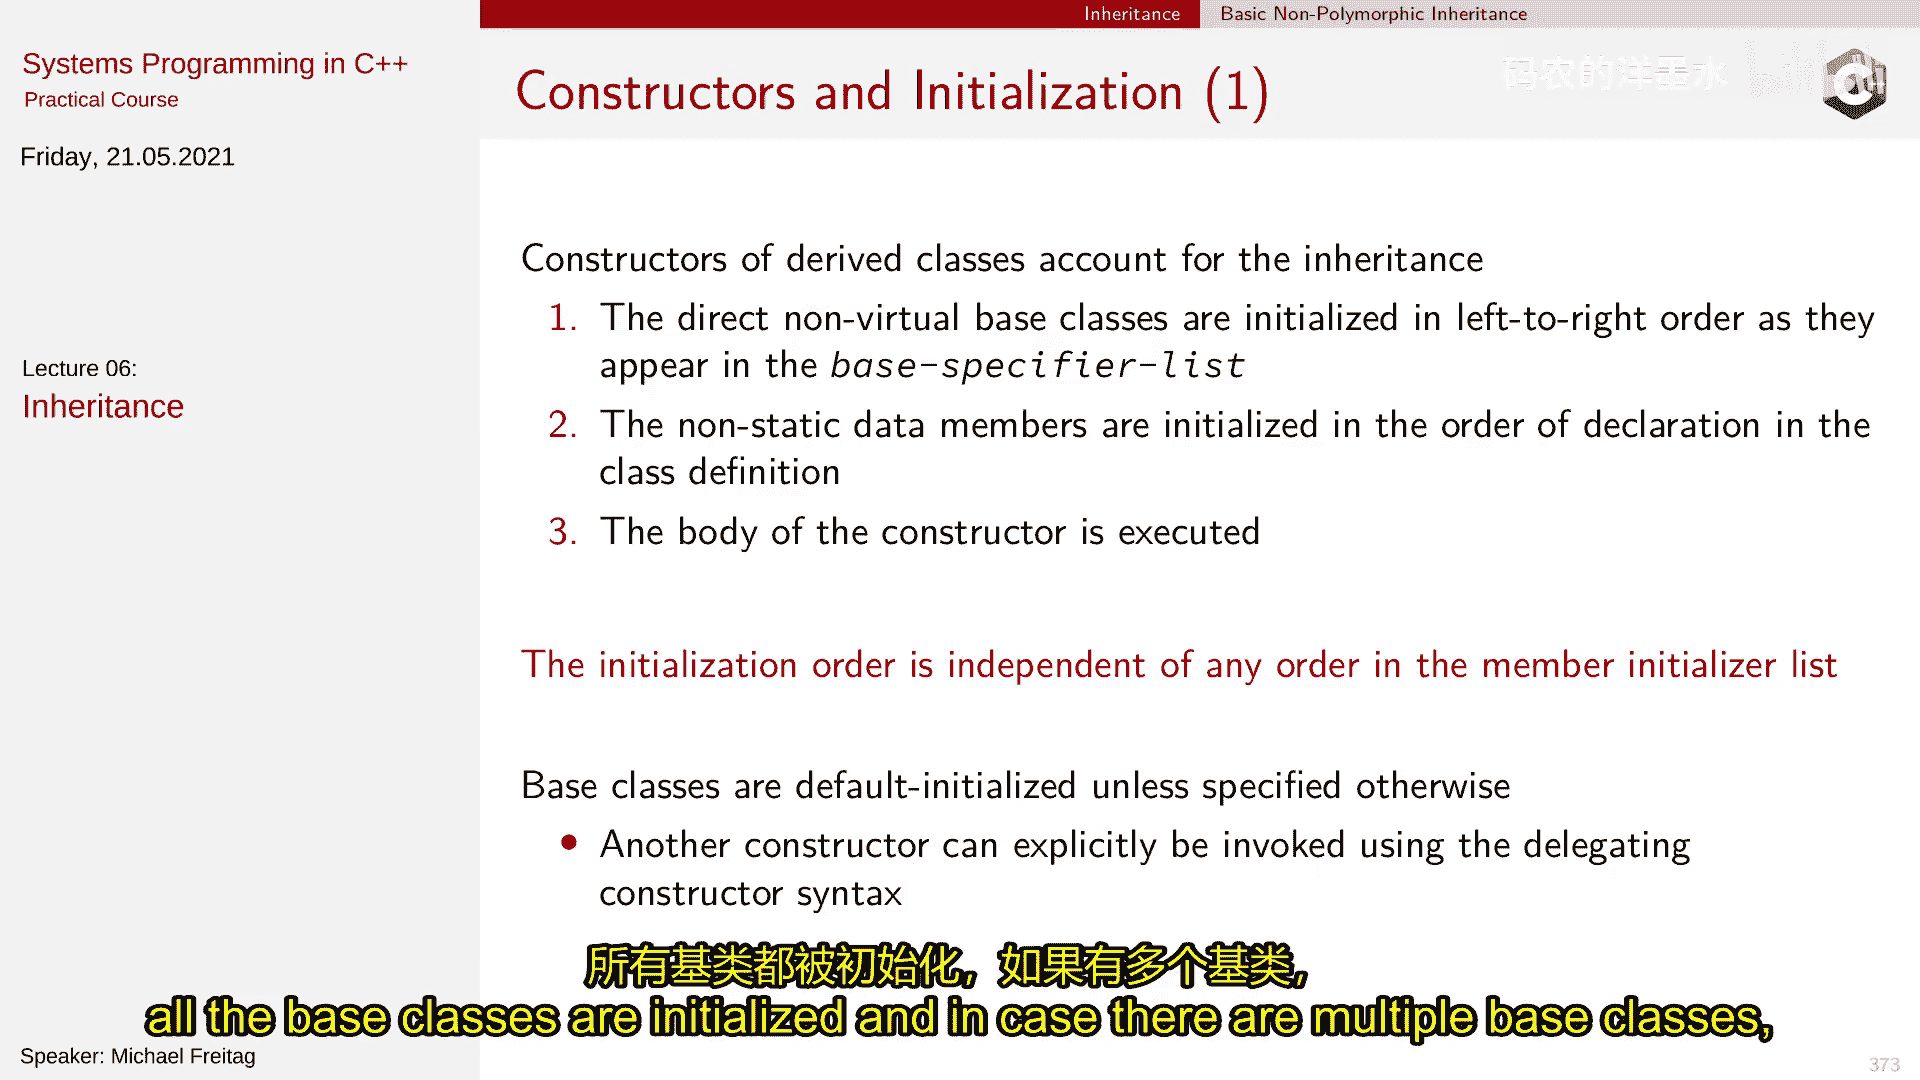 Inheritance
Basic Non-Polymorphic Inheritance
Systems Programming in C++
Practical Course
Friday, 21.05.2021
Constructors and Initialization (1)
码农的洋墨水
Constructors of derived classes account for the inheritance
1. The direct non-virtual base classes are initialized in left-to-right order as they
appear in the base-specifier-list
2. The non-static data members are initialized in the order of declaration in the
class definition
3. The body of the constructor is executed
Lecture 06:
Inheritance
The initialization order is independent of any order in the member initializer list
Base classes are default-initialized unless specified otherwise
• Another constructor can explicitly be invoked using the delegating
constructor syntax
所有基类都被初始化，如果有多个基类，
all the base classes are initialized and in case there are multiple base classes,
Speaker: Michael Freitag
373